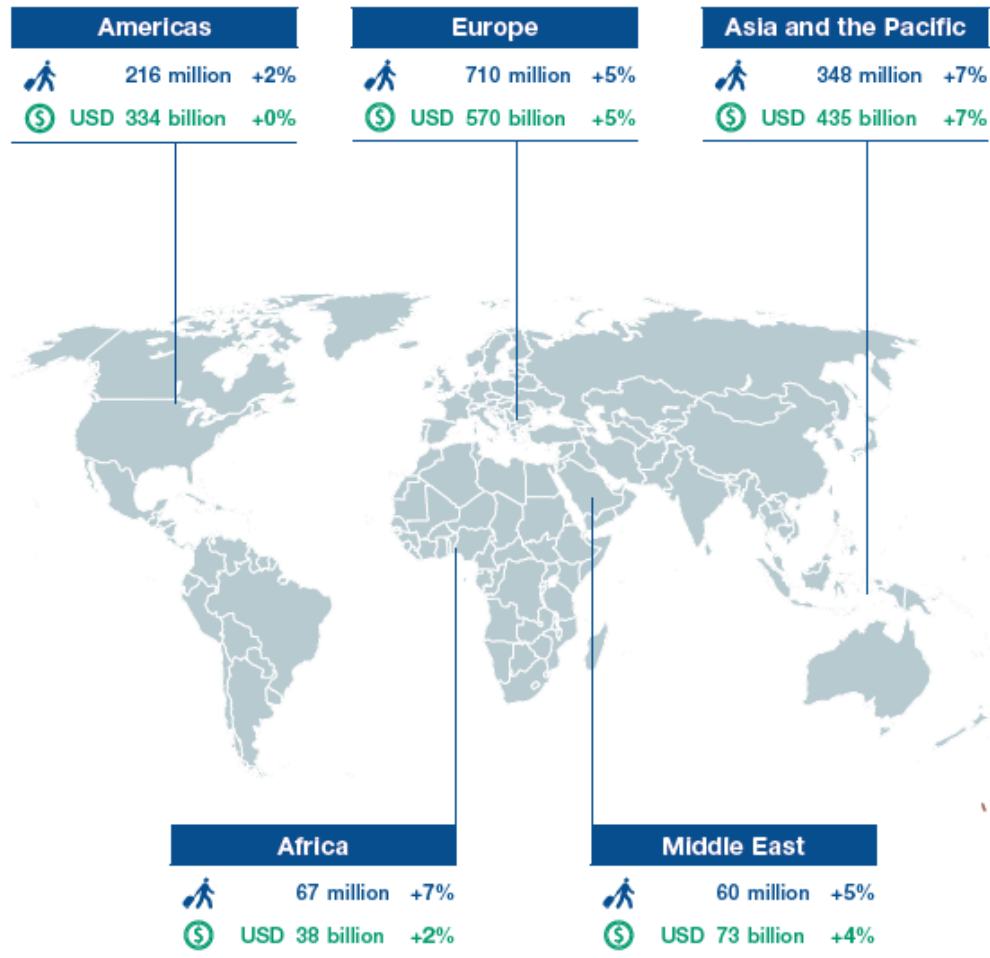 Americas
216 million +2%
USD 334 billion +0%
Europe
710 million +5%
USD 570 billion +5%
Asia and the Pacific
348 million +7%
USD 435 billion +7%
Africa
67 million +7%
USD 38 billion +2%
Middle East
60 million +5%
USD 73 billion +4%